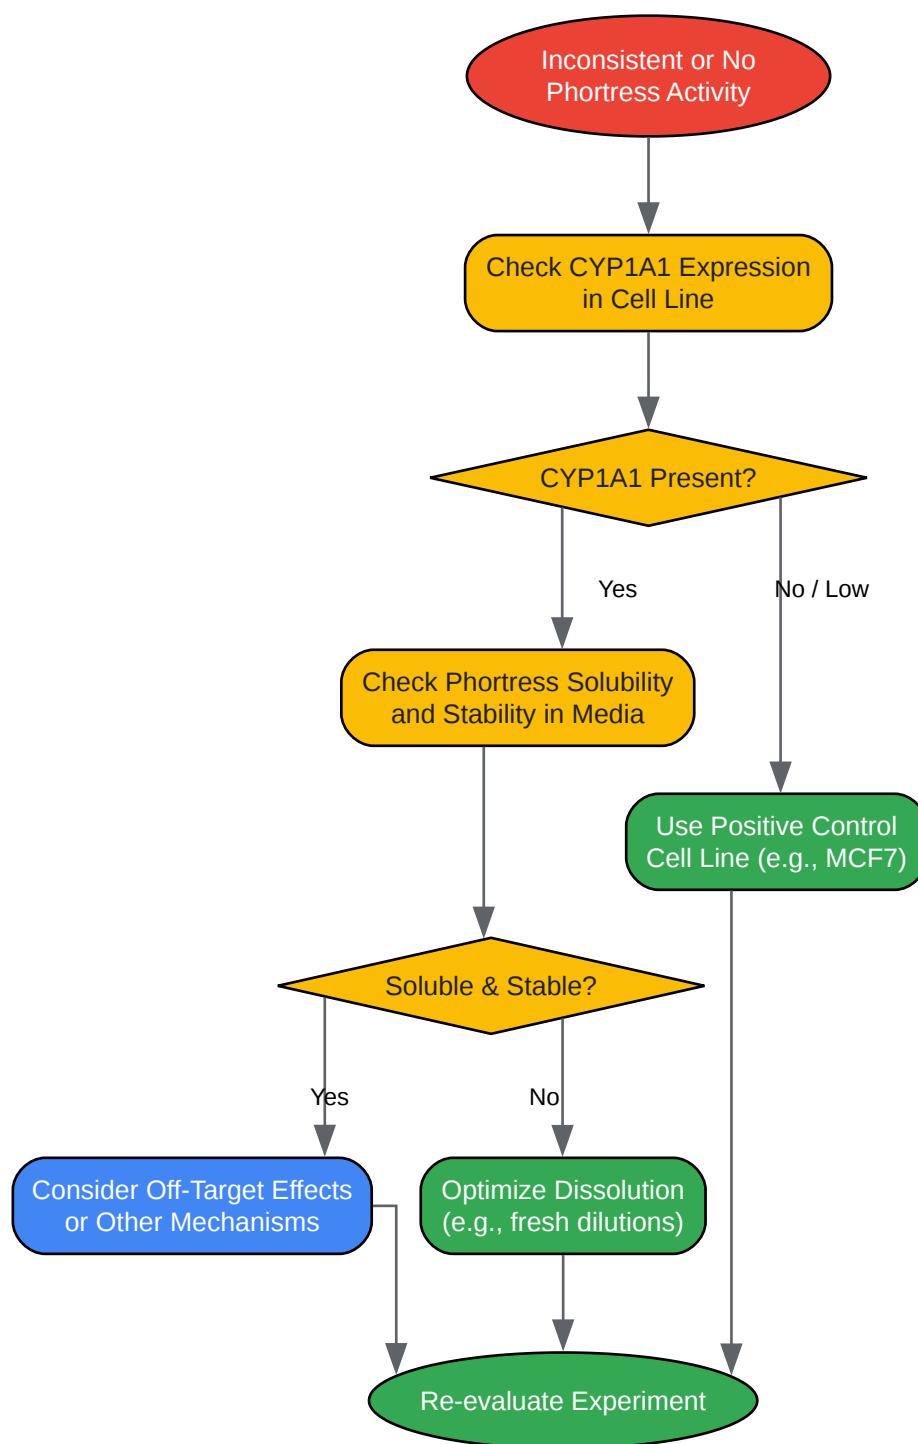 Inconsistent or No
Phortress Activity
Check CYP1A1 Expression
in Cell Line
CYP1A1 Present?
Yes
No / Low
Check Phortress Solubility
and Stability in Media
Use Positive Control
Cell Line (e.g., MCF7)
Soluble & Stable?
Yes
No
Consider Off-Target Effects
or Other Mechanisms
Optimize Dissolution
(e.g., fresh dilutions)
Re-evaluate Experiment